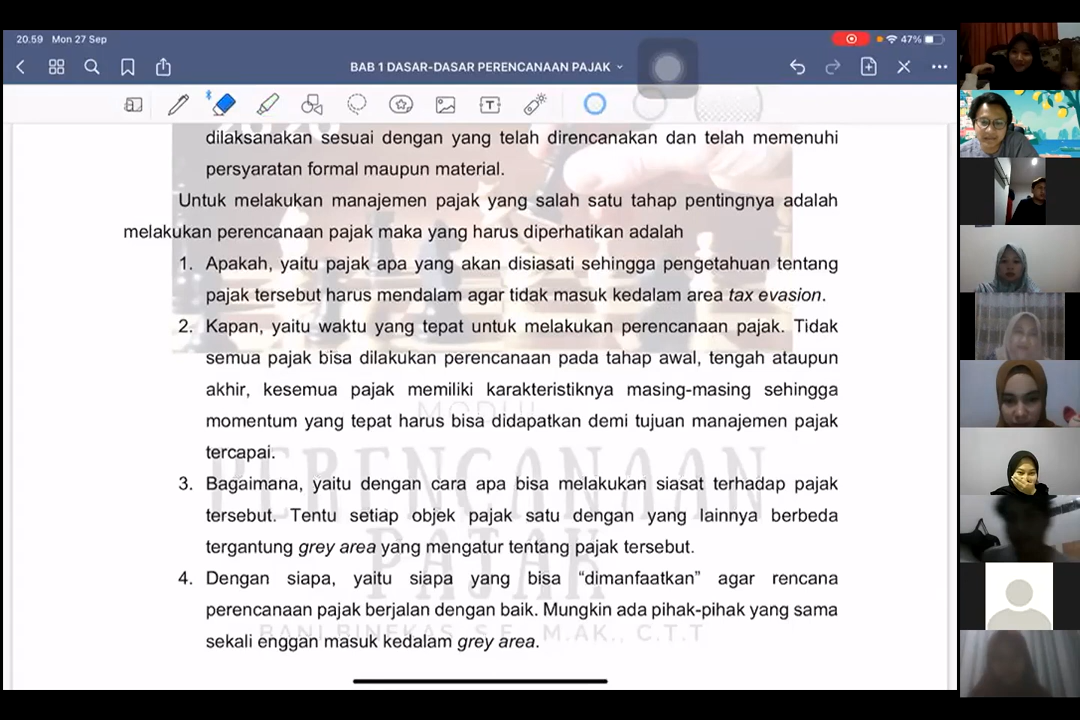 20.59 Mon 27 Sep
47%
BAB 1 DASAR-DASAR PERENCANAAN PAJAK
dilaksanakan sesuai dengan yang telah direncanakan dan telah memenuhi
persyaratan formal maupun material.
Untuk melakukan manajemen pajak yang salah satu tahap pentingnya adalah
melakukan perencanaan pajak maka yang harus diperhatikan adalah
1. Apakah, yaitu pajak apa yang akan disiasati sehingga pengetahuan tentang
pajak tersebut harus mendalam agar tidak masuk kedalam area tax evasion.
2. Kapan, yaitu waktu yang tepat untuk melakukan perencanaan pajak. Tidak
semua pajak bisa dilakukan perencanaan pada tahap awal, tengah ataupun
akhir, kesemua pajak memiliki karakteristiknya masing-masing sehingga
MODUL
momentum yang tepat harus bisa didapatkan demi tujuan manajemen pajak
tercapai.
PERENCANAAN
3. Bagaimana, yaitu dengan cara apa bisa melakukan siasat terhadap pajak
tersebut. Tentu setiap objek pajak satu dengan yang lainnya berbeda
tergantung grey area yang mengatur tentang pajak tersebut.
PAJAK
4. Dengan siapa, yaitu siapa yang bisa “dimanfaatkan” agar rencana
perencanaan pajak berjalan dengan baik. Mungkin ada pihak-pihak yang sama
BANI BINEKAS, S.E., M.AK., C.T.T
sekali enggan masuk kedalam grey area.